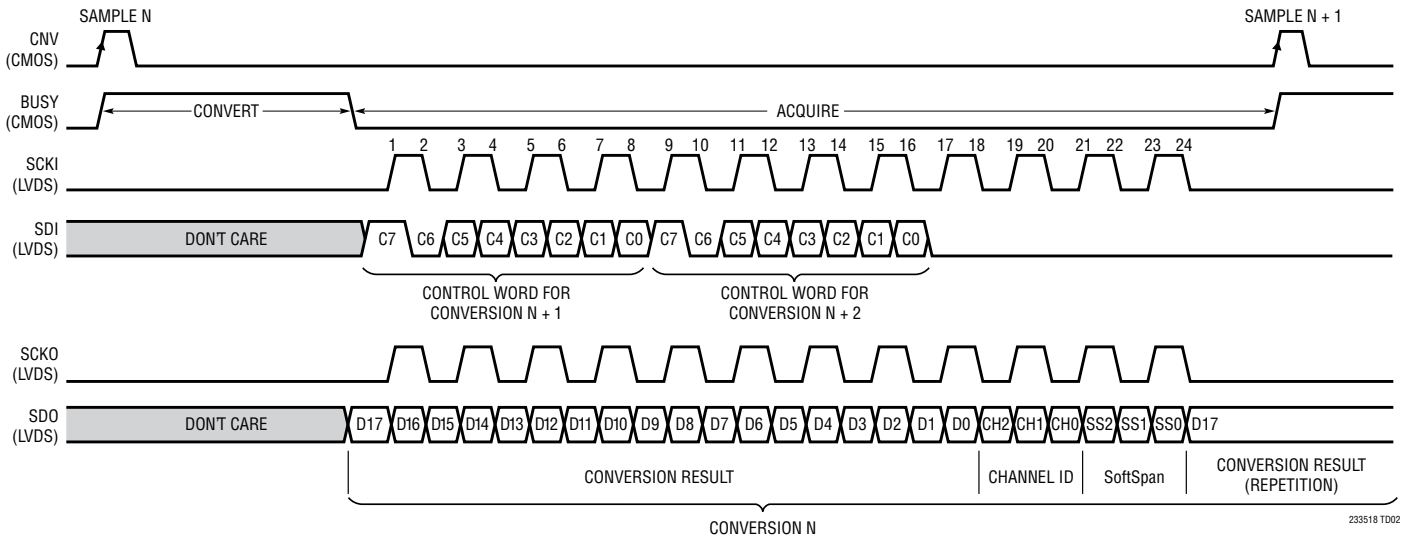 SAMPLE N
SAMPLE N + 1
CNV
(CMOS)
BUSY
(CMOS)
CONVERT
ACQUIRE
1 2 3 4 5 6 7 8 9 10 11 12 13 14 15 16 17 18 19 20 21 22 23 24
SCKI
(LVDS)
SDI
(LVDS)
DON'T CARE
C7 C6 C5 C4 C3 C2 C1 C0 C7 C6 C5 C4 C3 C2 C1 C0
CONTROL WORD FOR
CONVERSION N + 1
CONTROL WORD FOR
CONVERSION N + 2
SCKO
(LVDS)
SDO
(LVDS)
DON'T CARE
D17 D16 D15 D14 D13 D12 D11 D10 D9 D8 D7 D6 D5 D4 D3 D2 D1 D0 CH2 CH1 CH0 SS2 SS1 SS0 D17
CONVERSION RESULT
CHANNEL ID
SoftSpan
CONVERSION RESULT
(REPETITION)
CONVERSION N
233518 TD02